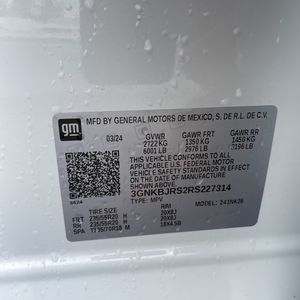 gm
MFD BY GENERAL MOTORS DE MEXICO, S. DE R.L. DE C.V.
03/24 GVWR GAWR FRT GAWR RR
2722 KG 1350 KG 1450 KG
6001 LB 2976 LB 3196 LB
THIS VEHICLE CONFORMS TO ALL
APPLICABLE U.S. FEDERAL MOTOR
VEHICLE SAFETY STANDARDS IN EFFECT
ON THE DATE OF MANUFACTURE SHOWN
ABOVE.
3GNKBJRS2RS227314
TYPE: MPV MODEL: 241NK26
TIRE SIZE RIM
FRT 235/55R20 H 20X8J
RR 235/55R20 H 20X8J
SPA M 18X4.5B